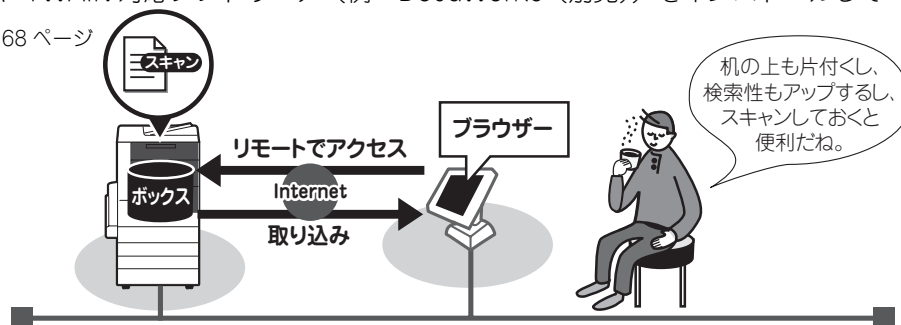 68 ページ
スキャン
机の上も片付くし、
検索性もアップするし、
スキャンしておくと
便利だね。
ブラウザー
リモートでアクセス
ボックス
Internet
取り込み